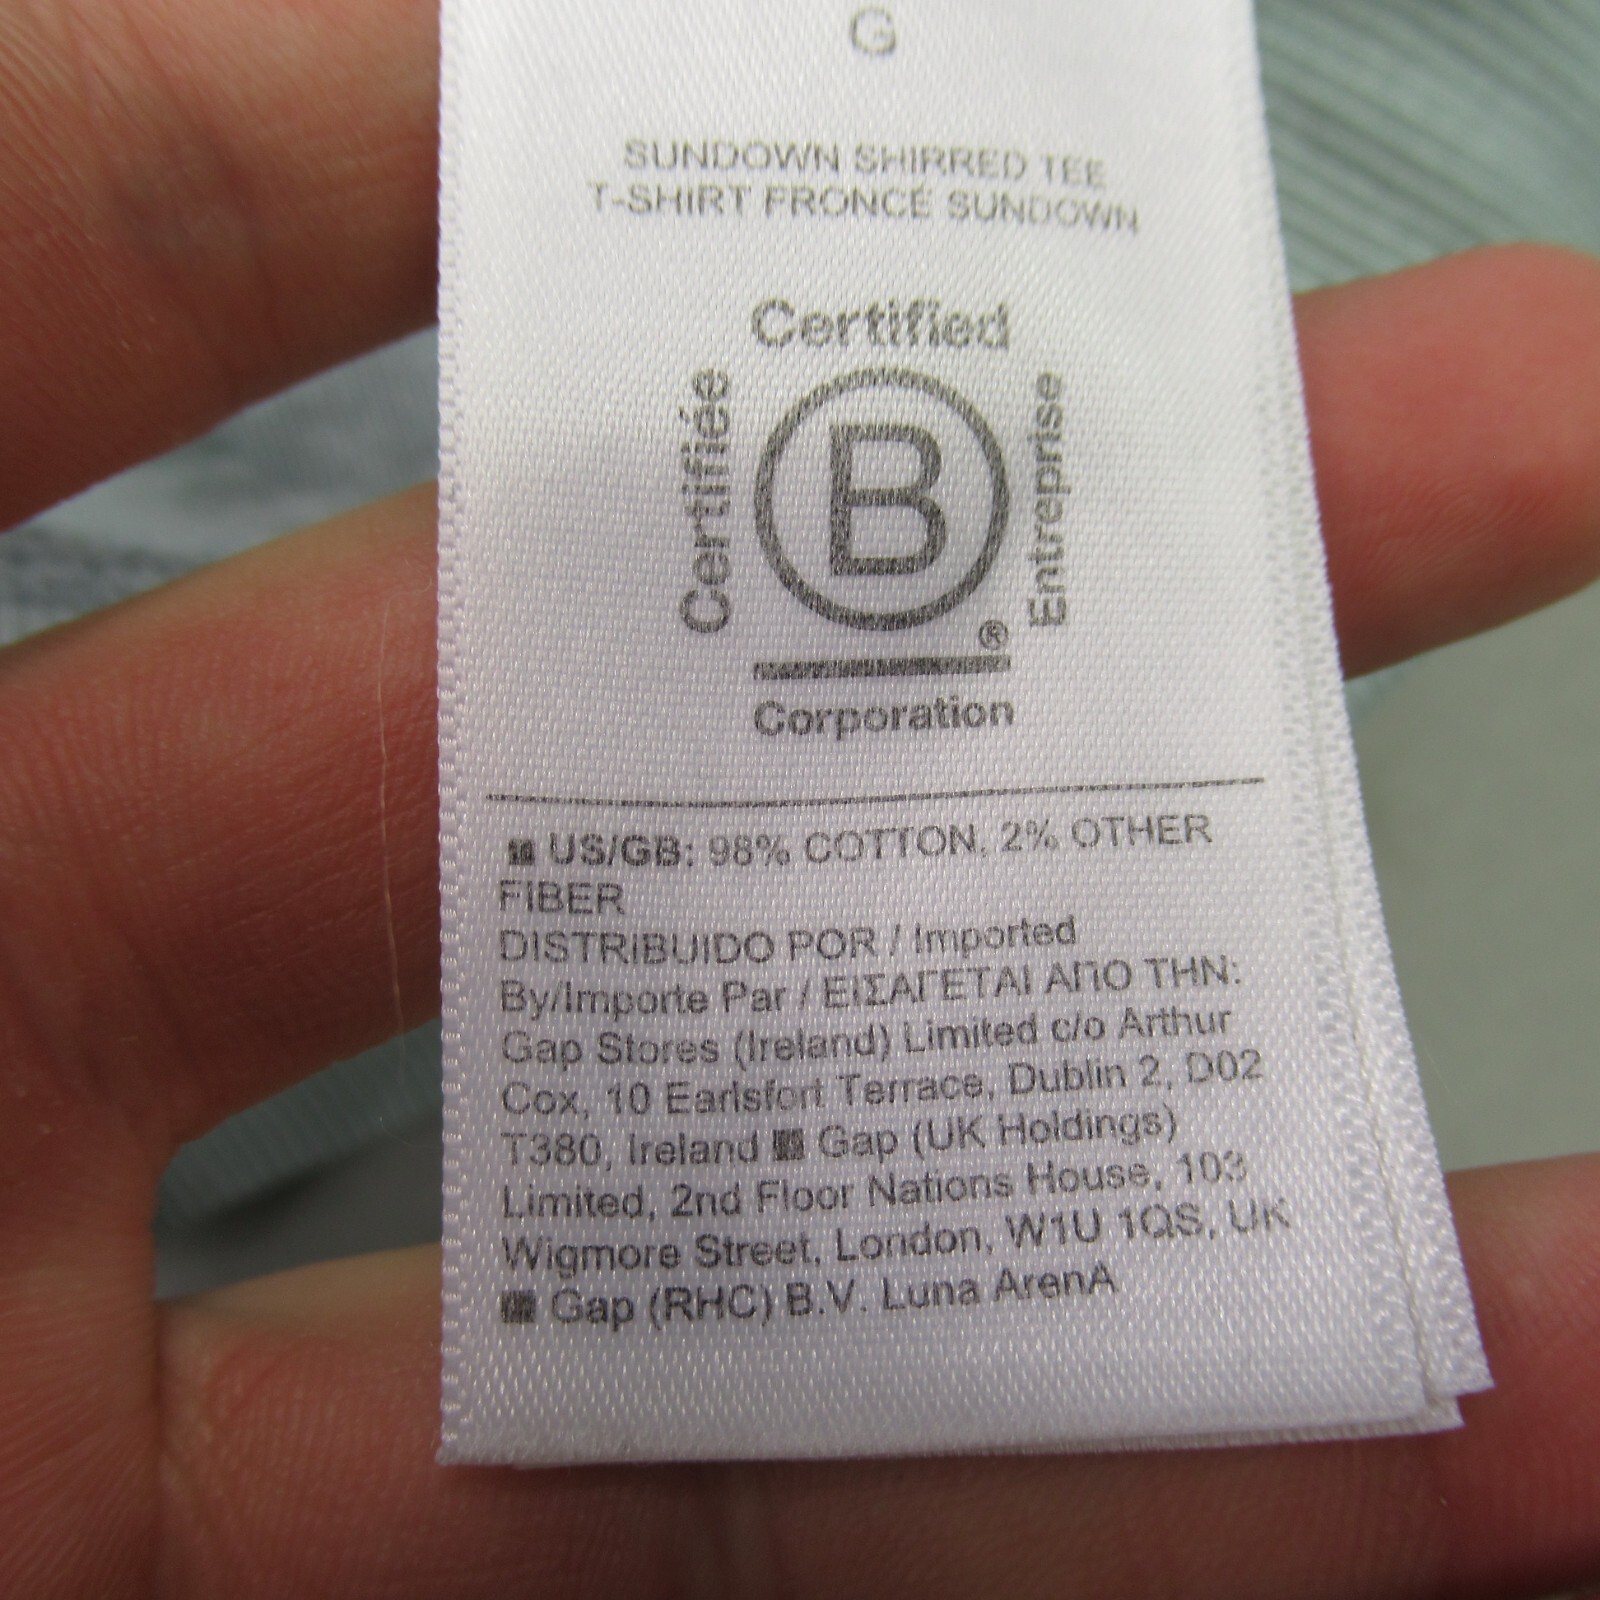 G
SUNDOWN SHIRRED TEE
T-SHIRT FRONCÉ SUNDOWN
Certified
Certifiée
B
®
Entreprise
Corporation
US/GB: 98% COTTON, 2% OTHER
FIBER
DISTRIBUIDO POR / Imported
By/Importe Par / ΕΙΣΑΓΕΤΑΙ ΑΠΟ ΤΗΝ:
Gap Stores (Ireland) Limited c/o Arthur
Cox, 10 Earlsfort Terrace, Dublin 2, D02
T380, Ireland Gap (UK Holdings)
Limited, 2nd Floor Nations House, 103
Wigmore Street, London, W1U 1QS, UK
Gap (RHC) B.V. Luna ArenA